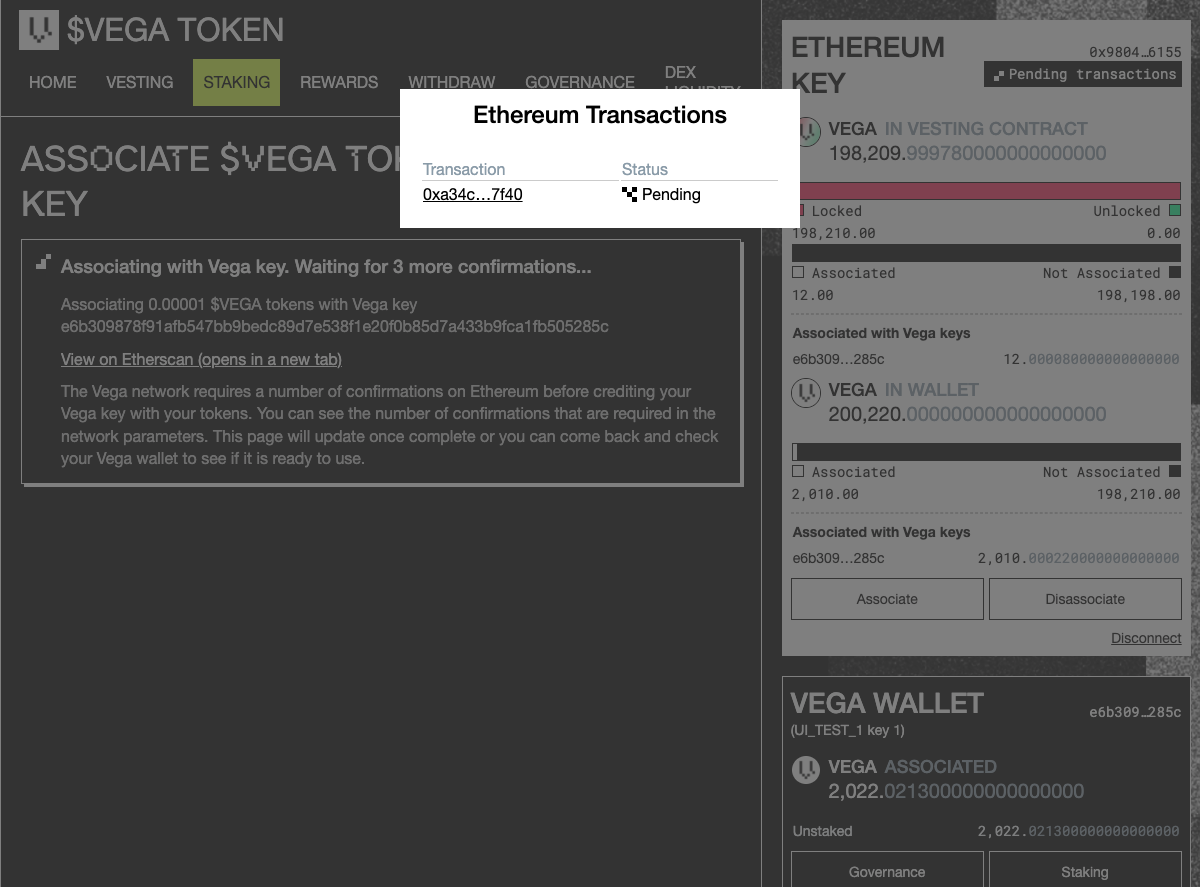 $VEGA TOKEN
HOME
VESTING
STAKING
REWARDS
WITHDRAW
GOVERNANCE
DEX
LIQUIDITY
Ethereum Transactions
Transaction
Status
0xa34c…7f40
Pending
ASSOCIATE $VEGA
KEY
Associating with Vega key. Waiting for 3 more confirmations...
Associating 0.00001 $VEGA tokens with Vega key
e6b309878f91afb547bb9bedc89d7e538f1e20f0b85d7a433b9fca1fb505285c
View on Etherscan (opens in a new tab)
The Vega network requires a number of confirmations on Ethereum before crediting your
Vega key with your tokens. You can see the number of confirmations that are required in the
network parameters. This page will update once complete or you can come back and check
your Vega wallet to see if it is ready to use.
ETHEREUM
KEY
0x9804…6155
Pending transactions
VEGA IN VESTING CONTRACT
198,209.999780000000000000
Locked
Unlocked
198,210.00
0.00
Associated
Not Associated
12.00
198,198.00
Associated with Vega keys
e6b309…285c
12.000080000000000000
VEGA IN WALLET
200,220.000000000000000000
Associated
Not Associated
2,010.00
198,210.00
Associated with Vega keys
e6b309…285c
2,010.000220000000000000
Associate
Disassociate
Disconnect
VEGA WALLET
e6b309…285c
(UI_TEST_1 key 1)
VEGA ASSOCIATED
2,022.021300000000000000
Unstaked
2,022.021300000000000000
Governance
Staking